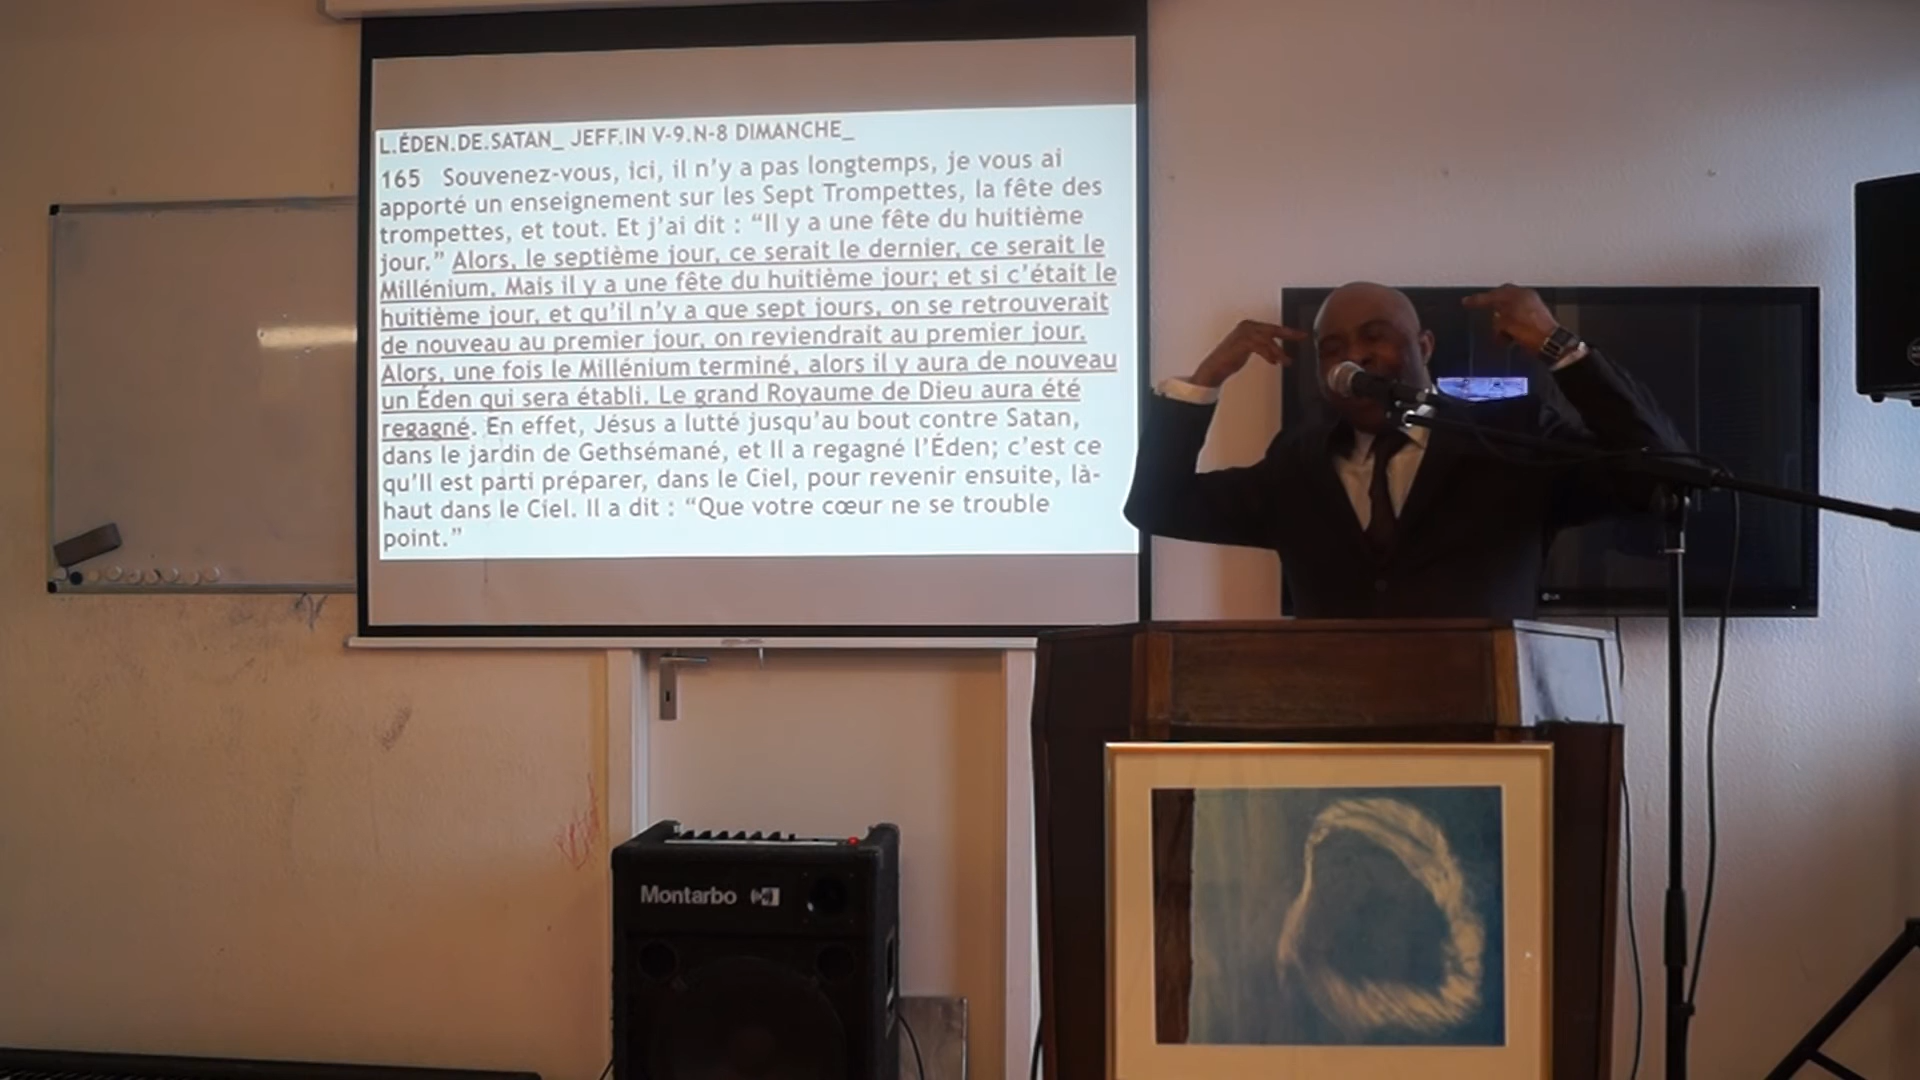 L.ÉDEN.DE.SATAN_ JEFF.IN V-9.N-8 DIMANCHE_
165 Souvenez-vous, ici, il n’y a pas longtemps, je vous ai
apporté un enseignement sur les Sept Trompettes, la fête des
trompettes, et tout. Et j’ai dit : “Il y a une fête du huitième
jour.” Alors, le septième jour, ce serait le dernier, ce serait le
Millénium. Mais il y a une fête du huitième jour; et si c’était le
huitième jour, et qu’il n’y a que sept jours, on se retrouverait
de nouveau au premier jour, on reviendrait au premier jour.
Alors, une fois le Millénium terminé, alors il y aura de nouveau
un Éden qui sera établi. Le grand Royaume de Dieu aura été
regagné. En effet, Jésus a lutté jusqu’au bout contre Satan,
dans le jardin de Gethsémané, et Il a regagné l’Éden; c’est ce
qu’Il est parti préparer, dans le Ciel, pour revenir ensuite, là-
haut dans le Ciel. Il a dit : “Que votre cœur ne se trouble
point.”
LG
Montarbo